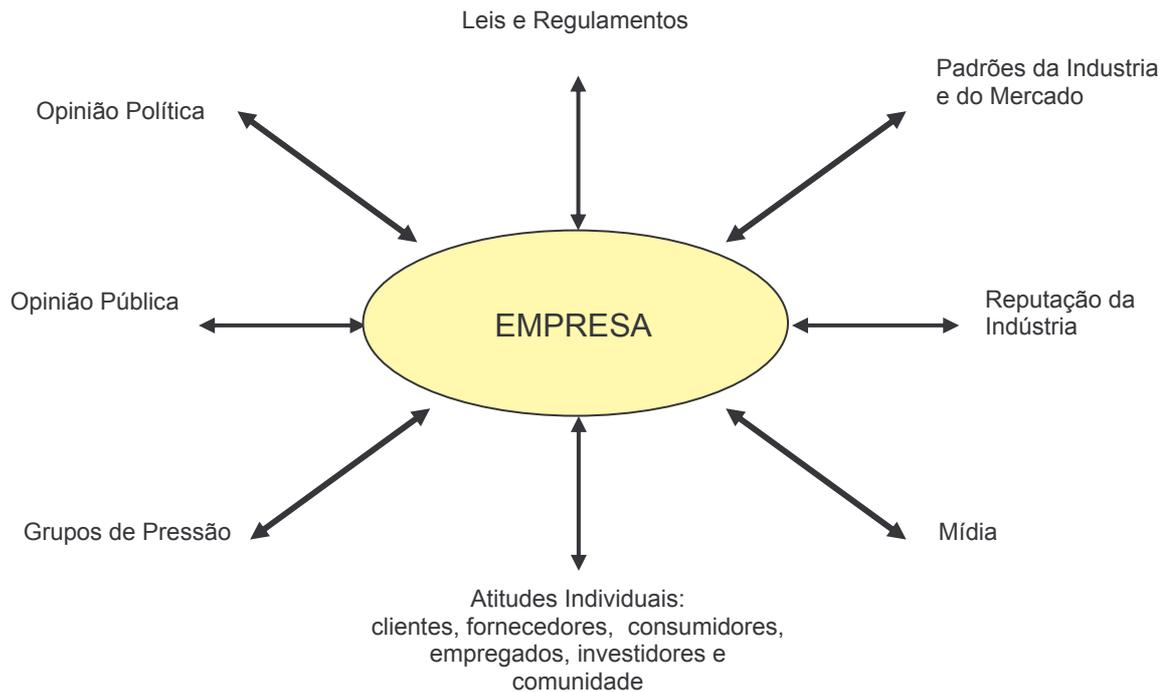 Leis e Regulamentos
Padrões da Industria
e do Mercado
Opinião Política
Opinião Pública
EMPRESA
Reputação da
Indústria
Grupos de Pressão
Mídia
Atitudes Individuais:
clientes, fornecedores, consumidores,
empregados, investidores e
comunidade